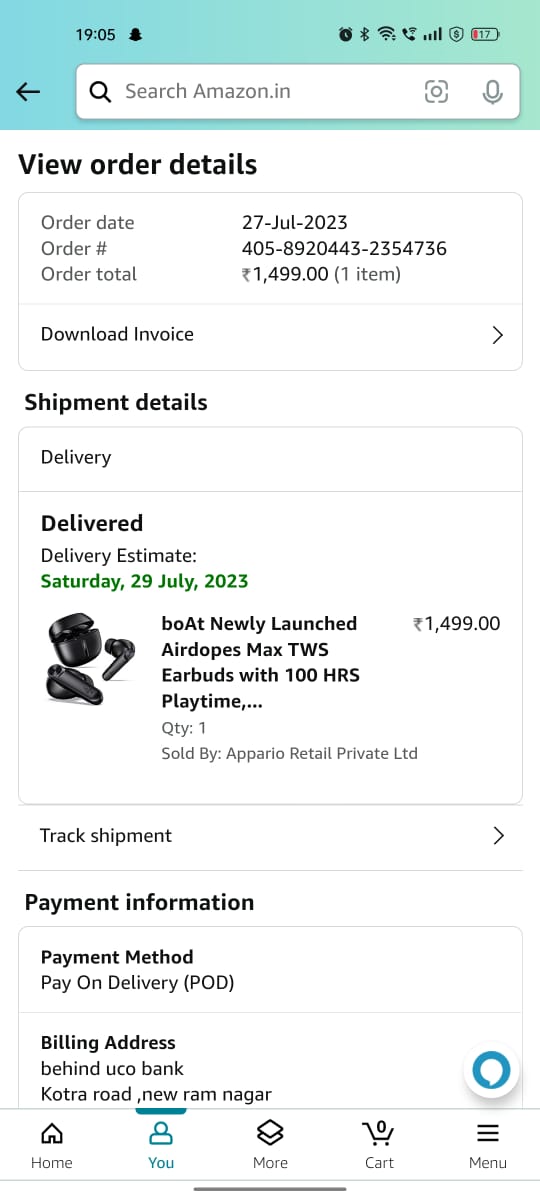 19:05
17
Search Amazon.in
View order details
Order date 27-Jul-2023
Order # 405-8920443-2354736
Order total ₹1,499.00 (1 item)
Download Invoice
Shipment details
Delivery
Delivered
Delivery Estimate:
Saturday, 29 July, 2023
boAt Newly Launched ₹1,499.00
Airdopes Max TWS
Earbuds with 100 HRS
Playtime,...
Qty: 1
Sold By: Appario Retail Private Ltd
Track shipment
Payment information
Payment Method
Pay On Delivery (POD)
Billing Address
behind uco bank
Kotra road ,new ram nagar
0
Home You More Cart Menu